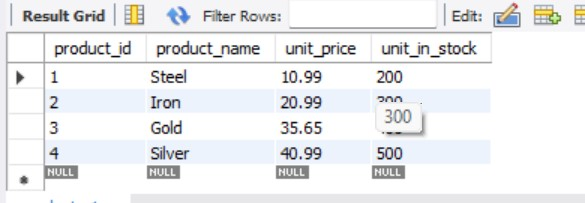 Result Grid Filter Rows: Edit:
product_id product_name unit_price unit_in_stock
1 Steel 10.99 200
2 Iron 20.99 300
300
3 Gold 35.65
4 Silver 40.99 500
NULL NULL NULL NULL